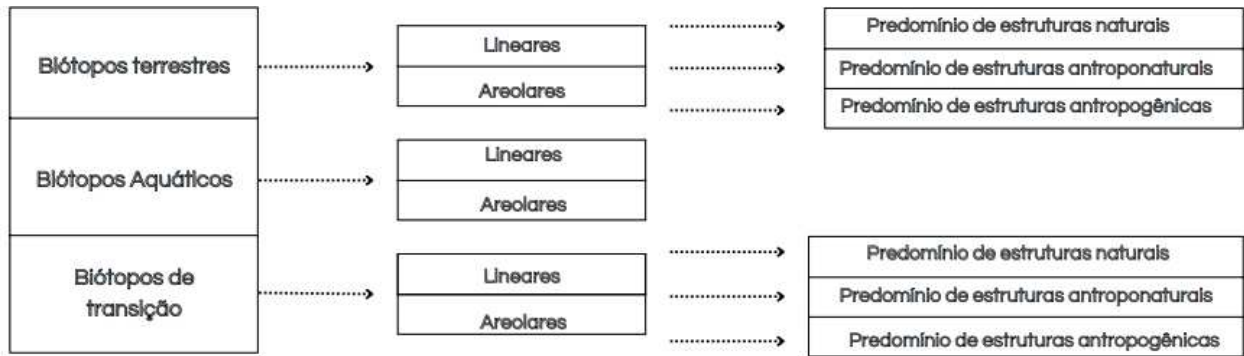 Biótopos terrestres
Lineares
Areolares
Predomínio de estruturas naturais
Predomínio de estruturas antroponaturais
Predomínio de estruturas antropogênicas
Biótopos Aquáticos
Lineares
Areolares
Biótopos de
transição
Lineares
Areolares
Predomínio de estruturas naturais
Predomínio de estruturas antroponaturais
Predomínio de estruturas antropogênicas